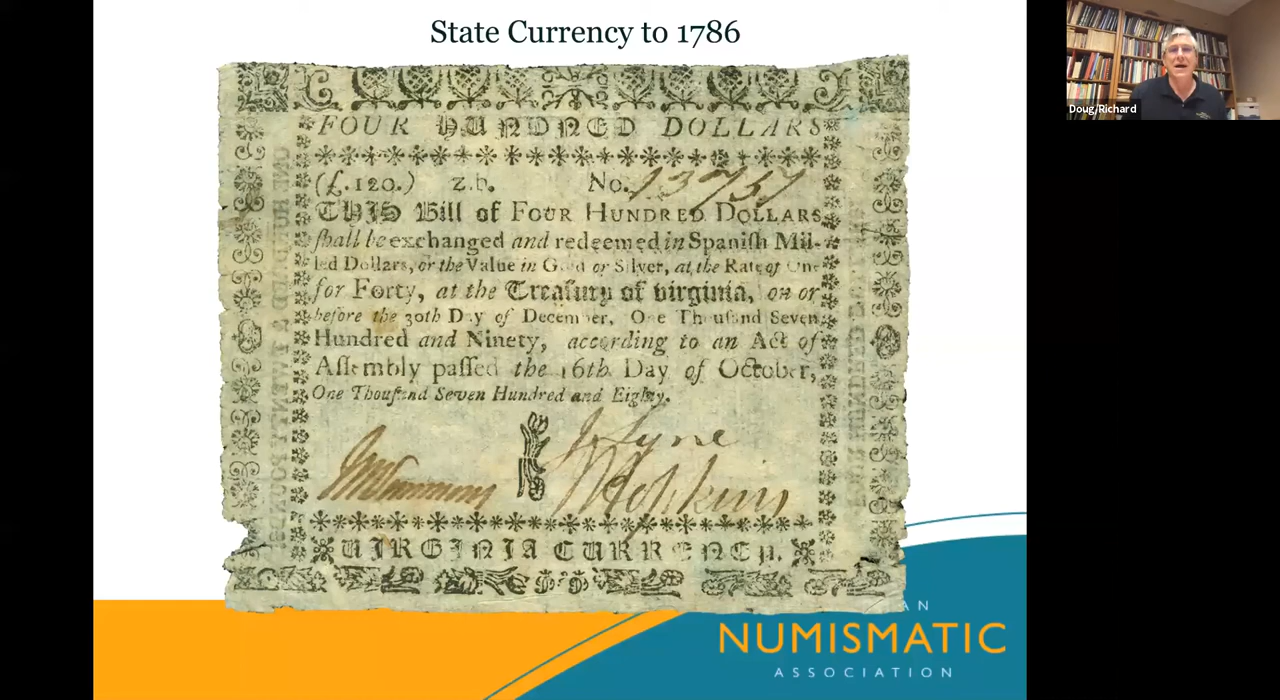 State Currency to 1786
Doug/Richard
FOUR HUNDRED DOLLARS
(£.120.) No. 13757
THIS Bill of FOUR HUNDRED DOLLARS
ſhall be exchanged and redeemed in Spaniſh Mil-
led Dollars, or the Value in Gold or Silver, at the Rate of One
for Forty, at the Treaſury of Virginia, on or
before the 30th Day of December, One Thouſand Seven
Hundred and Ninety, according to an Act of
Aſſembly paſſed the 16th Day of October,
One Thouſand Seven Hundred and Eighty.
J Lyne
Hopkins
VIRGINIA CURRENCY.
AN
NUMISMATIC
ASSOCIATION